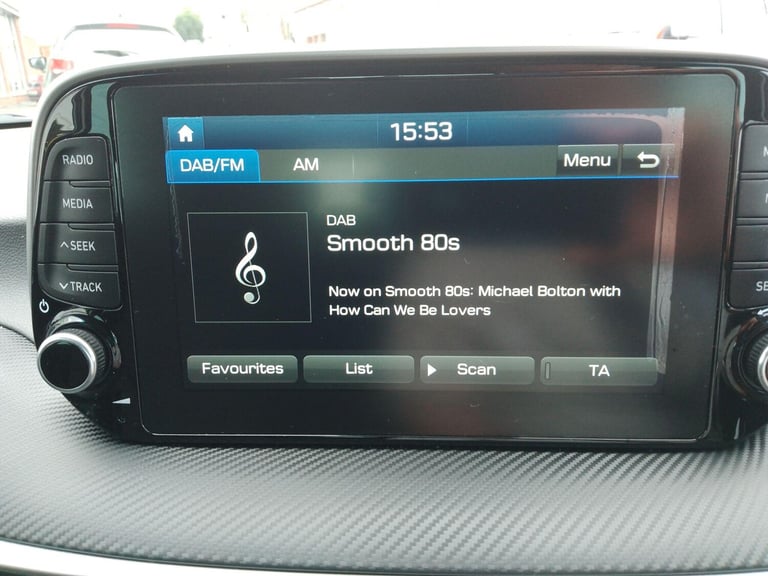 15:53
DAB/FM
AM
Menu
RADIO
MEDIA
SEEK
TRACK
DAB
Smooth 80s
Now on Smooth 80s: Michael Bolton with
How Can We Be Lovers
Favourites
List
Scan
TA